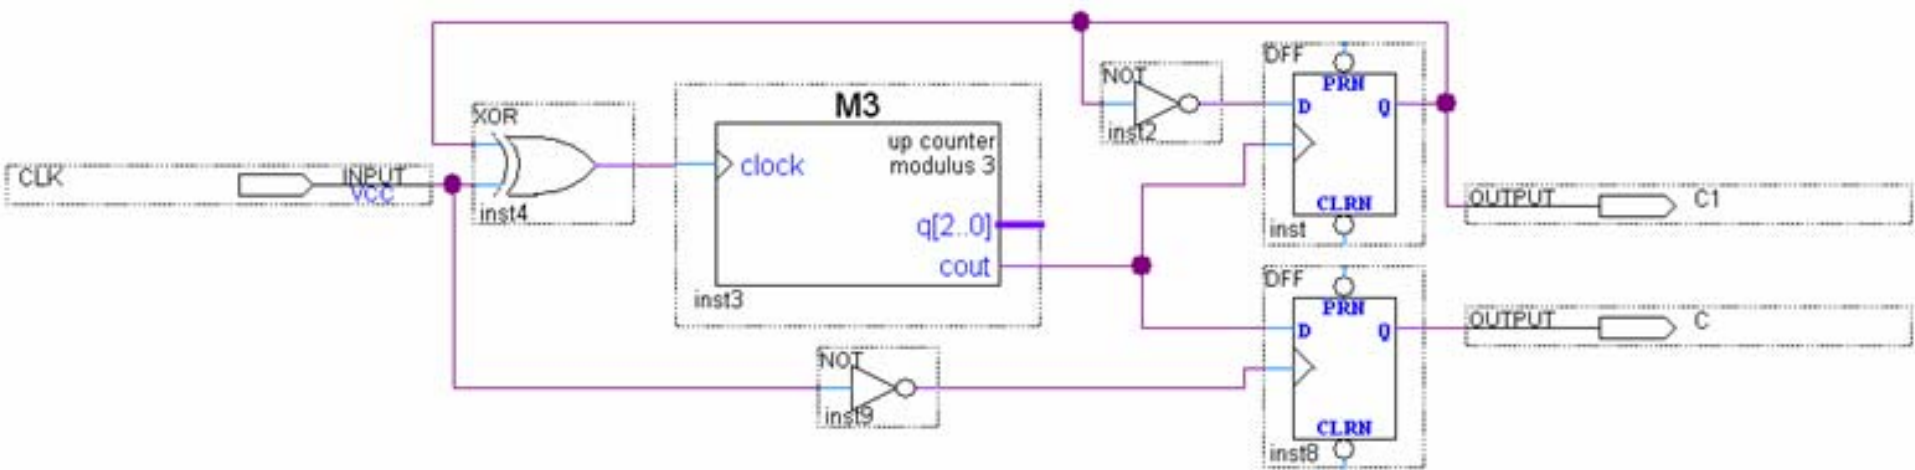 CLK
INPUT
VCC
XOR
inst4
M3
up counter
modulus 3
clock
q[2..0]
cout
inst3
NOT
inst2
DFF
PRN
D
Q
CLRN
inst
OUTPUT
C1
NOT
inst9
DFF
PRN
D
Q
CLRN
inst8
OUTPUT
C